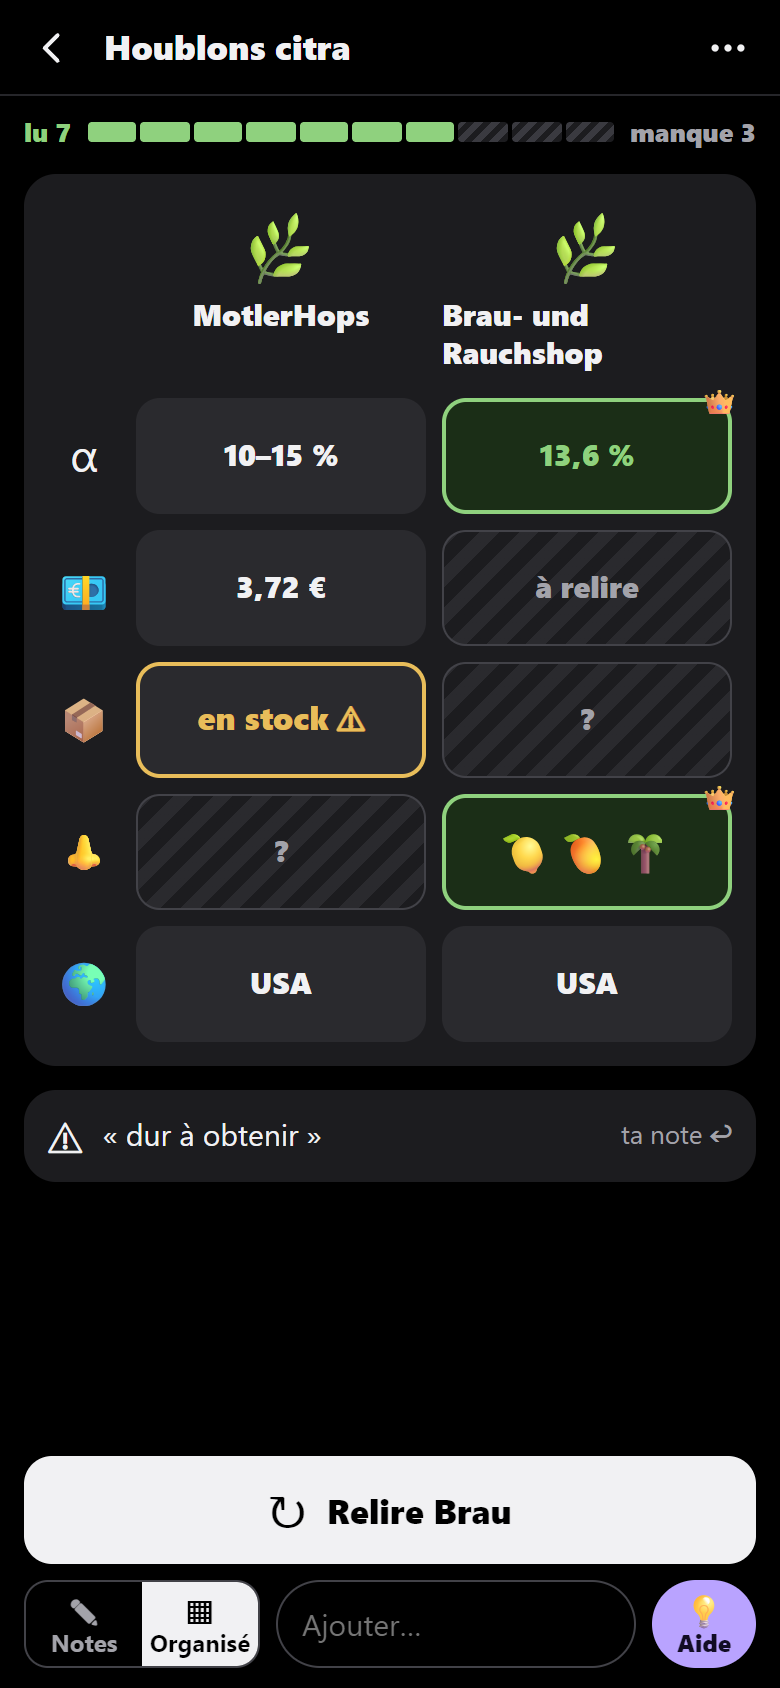 Houblons citra
lu 7
manque 3
MotlerHops
Brau- und
Rauchshop
α
10–15 %
13,6 %
3,72 €
à relire
en stock ⚠
?
?
USA
USA
⚠ « dur à obtenir »
ta note ↩
↻ Relire Brau
Notes
Organisé
Ajouter...
Aide